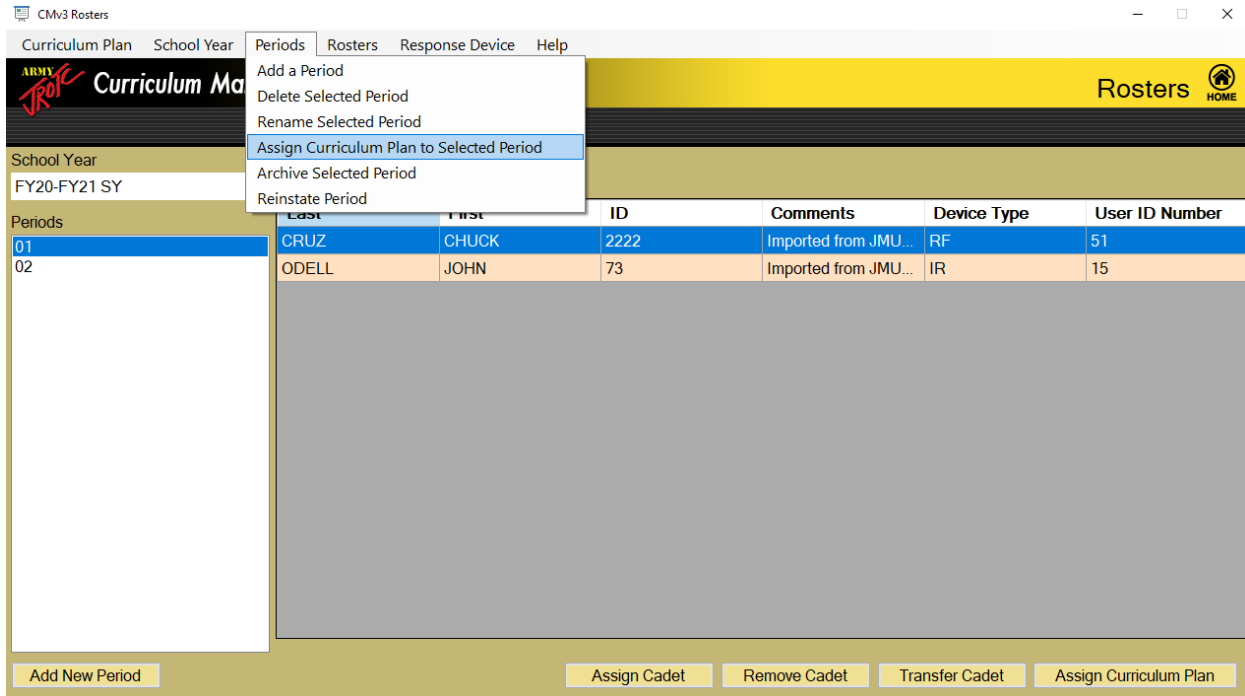 CMv3 Rosters
Curriculum Plan School Year Periods Rosters Response Device Help
Add a Period
Delete Selected Period
Rename Selected Period
Assign Curriculum Plan to Selected Period
Archive Selected Period
Reinstate Period
ARMY
JROTC
Curriculum Ma
Rosters
HOME
School Year
FY20-FY21 SY
Periods
01
02
Last First ID Comments Device Type User ID Number
CRUZ CHUCK 2222 Imported from JMU... RF 51
ODELL JOHN 73 Imported from JMU... IR 15
Add New Period Assign Cadet Remove Cadet Transfer Cadet Assign Curriculum Plan